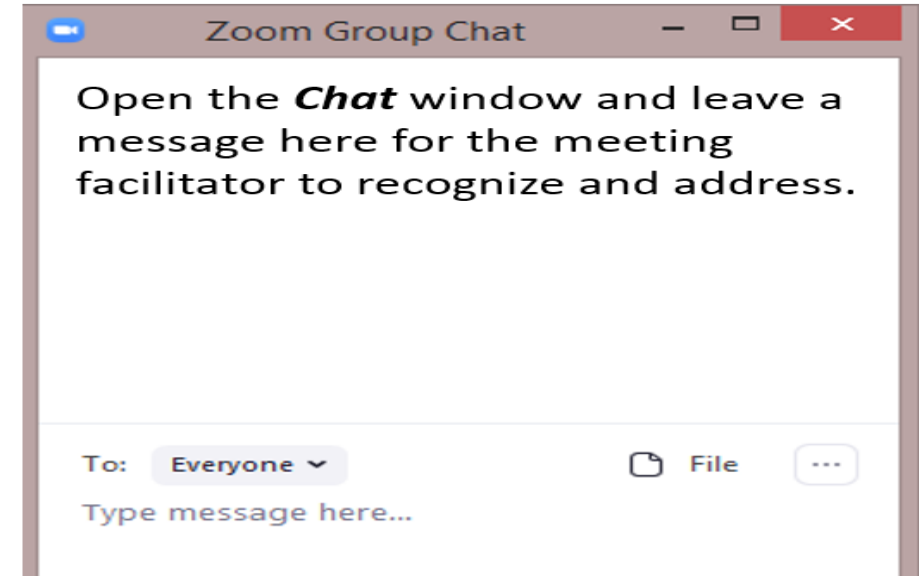 Zoom Group Chat
Open the Chat window and leave a
message here for the meeting
facilitator to recognize and address.
To: Everyone File
Type message here...